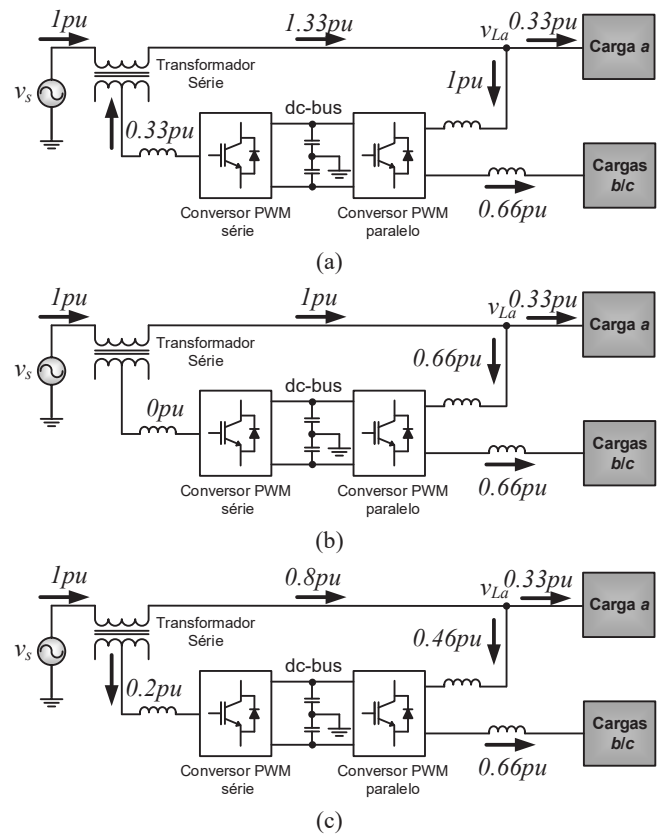 1pu
1.33pu
v_La
0.33pu
Carga a
Transformador
Série
v_s
1pu
0.33pu
dc-bus
Conversor PWM
série
Conversor PWM
paralelo
0.66pu
Cargas
b/c
(a)
1pu
1pu
v_La
0.33pu
Carga a
Transformador
Série
v_s
0.66pu
0pu
dc-bus
Conversor PWM
série
Conversor PWM
paralelo
0.66pu
Cargas
b/c
(b)
1pu
0.8pu
v_La
0.33pu
Carga a
Transformador
Série
v_s
0.46pu
0.2pu
dc-bus
Conversor PWM
série
Conversor PWM
paralelo
0.66pu
Cargas
b/c
(c)